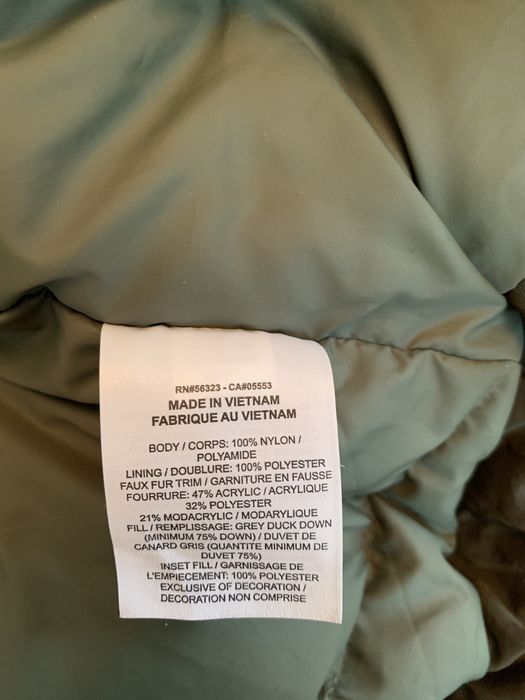 RN#56323 - CA#05553
MADE IN VIETNAM
FABRIQUE AU VIETNAM
BODY / CORPS: 100% NYLON /
POLYAMIDE
LINING / DOUBLURE: 100% POLYESTER
FAUX FUR TRIM / GARNITURE EN FAUSSE
FOURRURE: 47% ACRYLIC / ACRYLIQUE
32% POLYESTER
21% MODACRYLIC / MODARYLIQUE
FILL / REMPLISSAGE: GREY DUCK DOWN
(MINIMUM 75% DOWN) / DUVET DE
CANARD GRIS (QUANTITE MINIMUM DE
DUVET 75%)
INSET FILL / GARNISSAGE DE
L'EMPIECEMENT: 100% POLYESTER
EXCLUSIVE OF DECORATION /
DECORATION NON COMPRISE